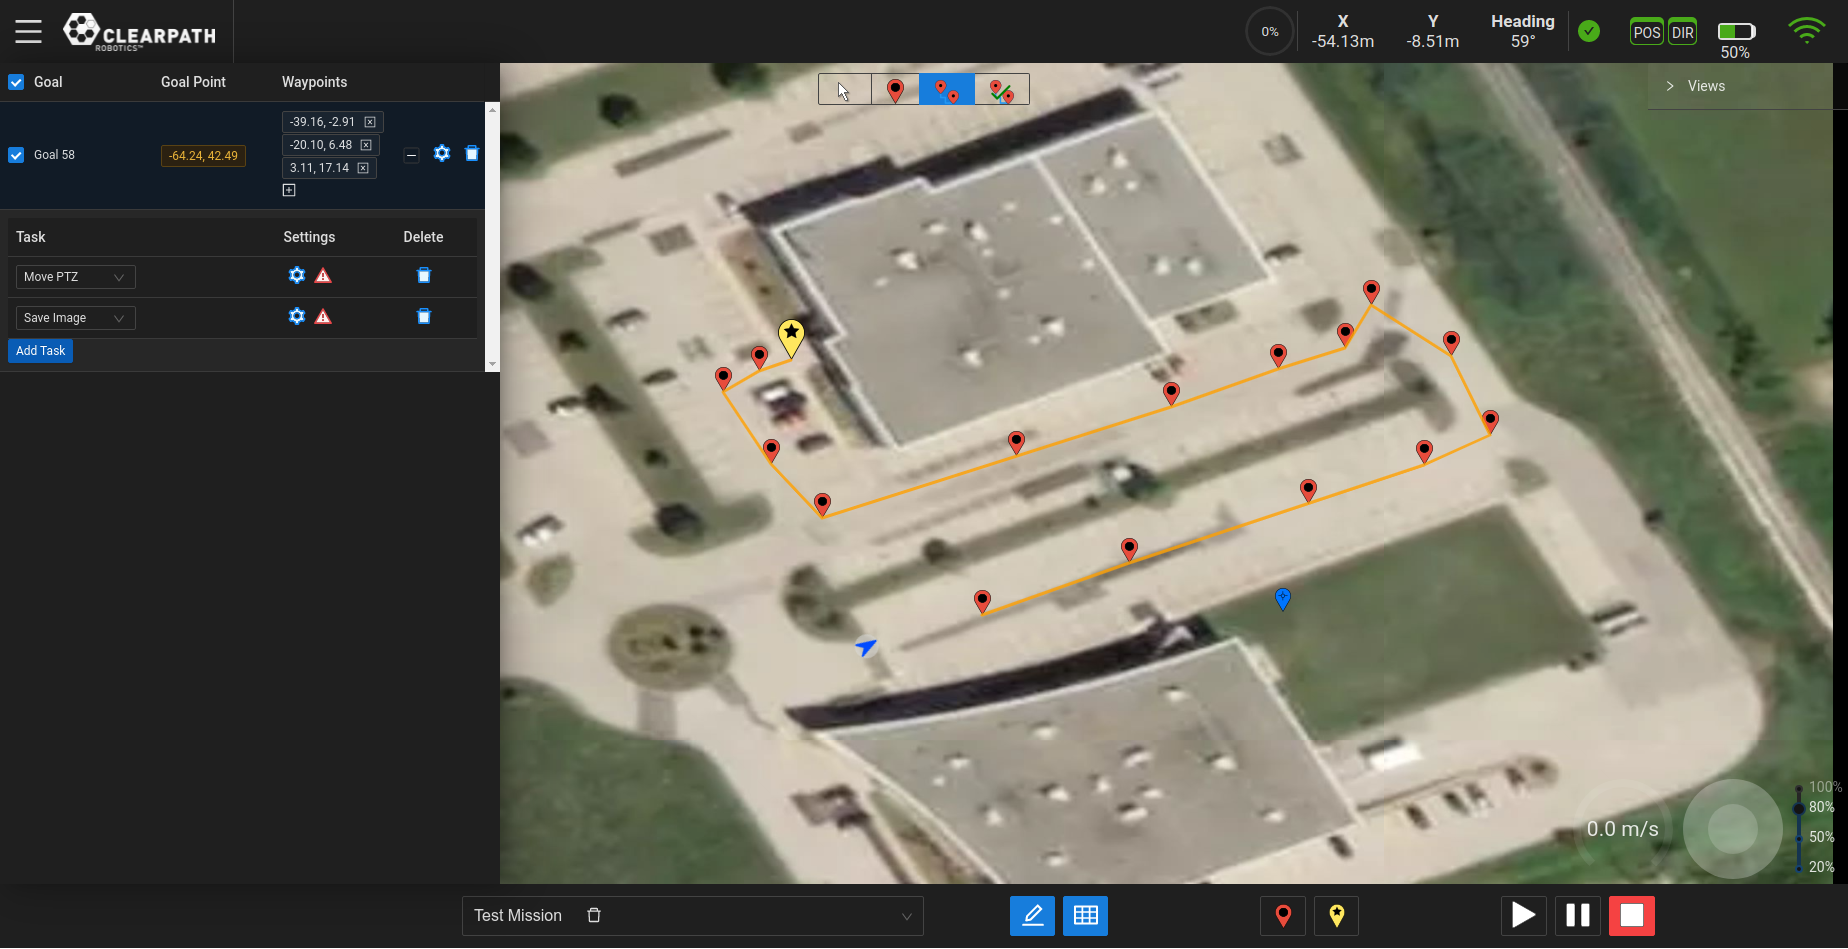 CLEARPATH
ROBOTICS™
0%
X
-54.13m
Y
-8.51m
Heading
59°
POS
DIR
50%
Goal
Goal Point
Waypoints
Goal 58
-64.24, 42.49
-39.16, -2.91
-20.10, 6.48
3.11, 17.14
Task
Settings
Delete
Move PTZ
Save Image
Add Task
Views
0.0 m/s
100%
80%
50%
20%
Test Mission